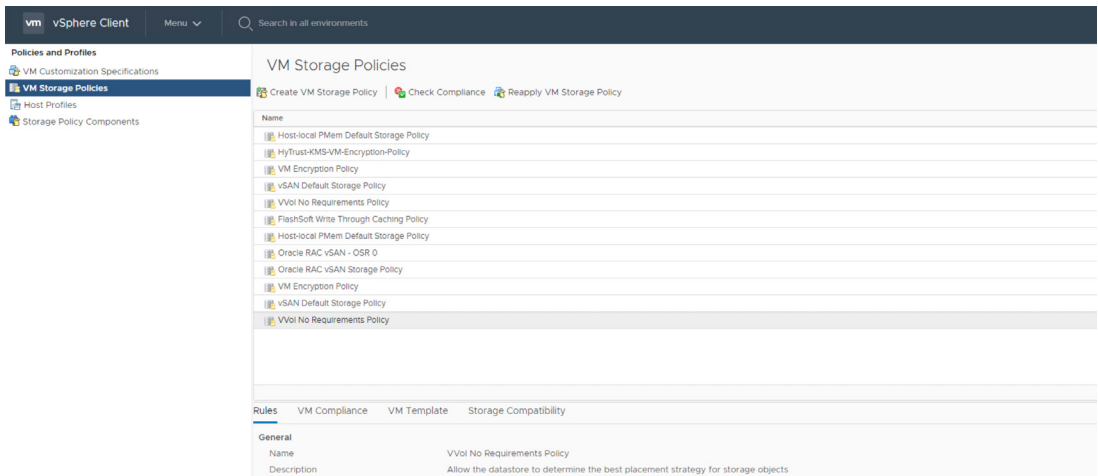 vm vSphere Client Menu Search in all environments
Policies and Profiles
VM Customization Specifications
VM Storage Policies
Host Profiles
Storage Policy Components
VM Storage Policies
Create VM Storage Policy Check Compliance Reapply VM Storage Policy
Name
Host-local PMem Default Storage Policy
HyTrust-KMS-VM-Encryption-Policy
VM Encryption Policy
vSAN Default Storage Policy
VVol No Requirements Policy
FlashSoft Write Through Caching Policy
Host-local PMem Default Storage Policy
Oracle RAC vSAN - OSR 0
Oracle RAC vSAN Storage Policy
VM Encryption Policy
vSAN Default Storage Policy
VVol No Requirements Policy
Rules VM Compliance VM Template Storage Compatibility
General
Name VVol No Requirements Policy
Description Allow the datastore to determine the best placement strategy for storage objects